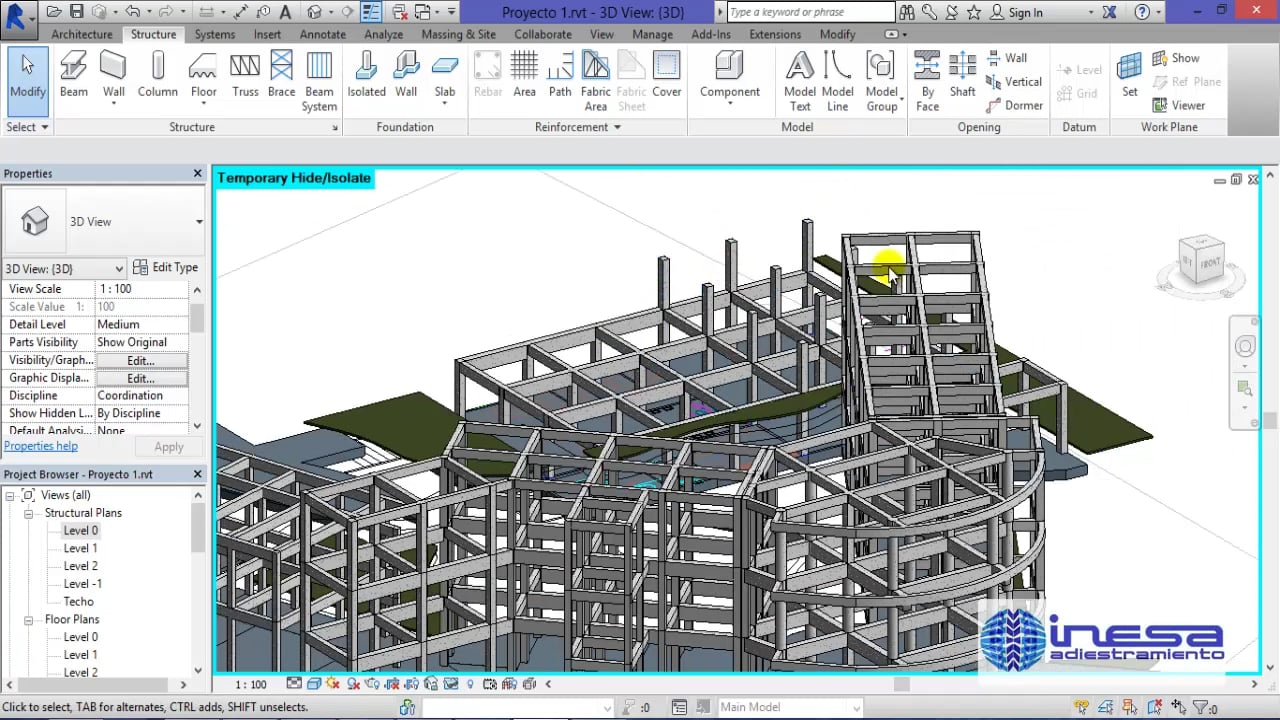 Proyecto 1.rvt - 3D View: {3D}
Type a keyword or phrase
Sign In
Architecture Structure Systems Insert Annotate Analyze Massing & Site Collaborate View Manage Add-Ins Extensions Modify
Modify Beam Wall Column Floor Truss Brace Beam System
Isolated Wall Slab
Rebar Area Path Fabric Area Fabric Sheet Cover
Component Model Text Model Line Model Group
By Face Shaft Wall Vertical Dormer
Level Grid
Set Show Ref Plane Viewer
Select Structure Foundation Reinforcement Model Opening Datum Work Plane
Properties
3D View
3D View: {3D} Edit Type
View Scale 1 : 100
Scale Value 1: 100
Detail Level Medium
Parts Visibility Show Original
Visibility/Graph... Edit...
Graphic Displa... Edit...
Discipline Coordination
Show Hidden L... By Discipline
Default Analysi... None
Properties help Apply
Project Browser - Proyecto 1.rvt
Views (all)
Structural Plans
Level 0
Level 1
Level 2
Level -1
Techo
Floor Plans
Level 0
Level 1
Level 2
Temporary Hide/Isolate
FRONT
inesa
adiestramiento
1 : 100
Click to select, TAB for alternates, CTRL adds, SHIFT unselects.
:0
Main Model
:0